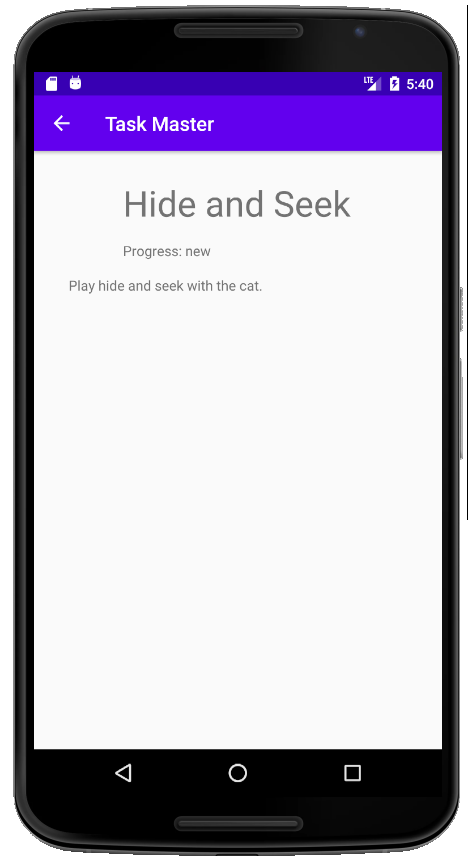 LTE 5:40
Task Master
Hide and Seek
Progress: new
Play hide and seek with the cat.